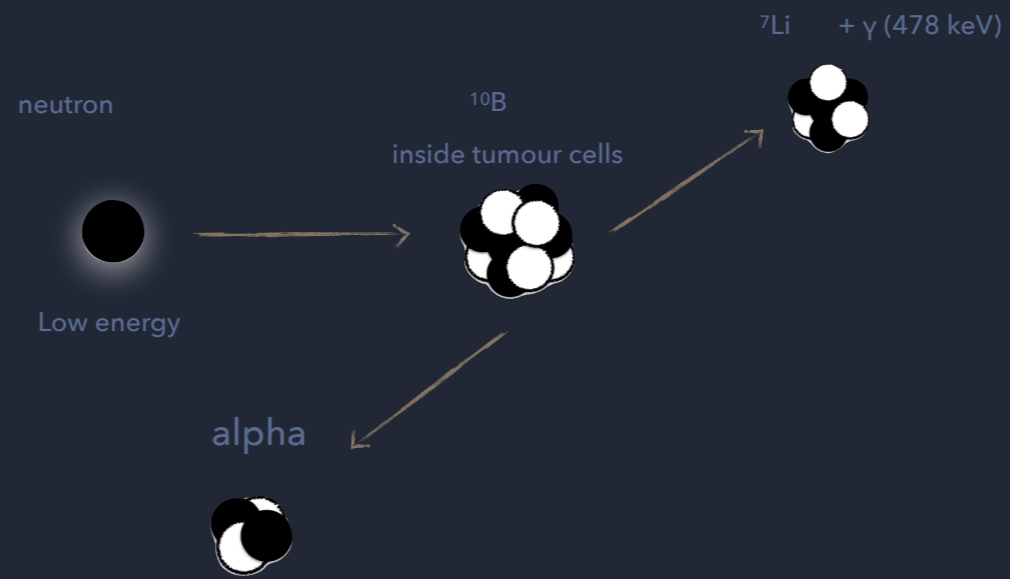 ⁷Li + γ (478 keV)
neutron
¹⁰B
inside tumour cells
Low energy
alpha